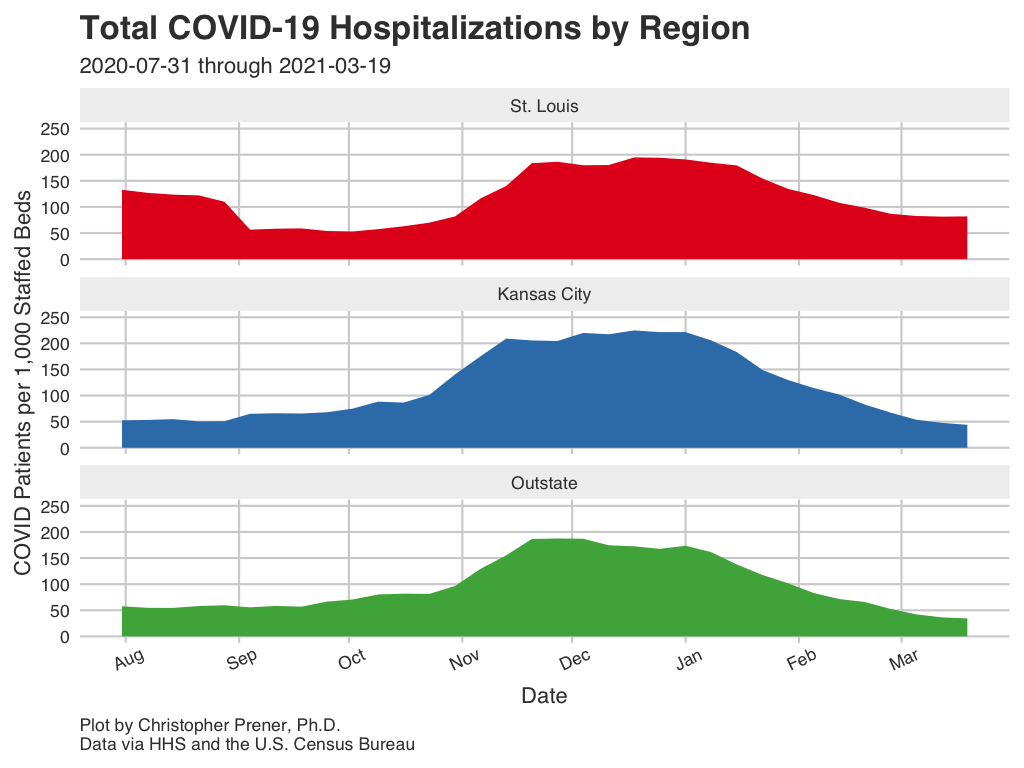 Total COVID-19 Hospitalizations by Region
2020-07-31 through 2021-03-19
COVID Patients per 1,000 Staffed Beds
St. Louis
250
200
150
100
50
0
Kansas City
250
200
150
100
50
0
Outstate
250
200
150
100
50
0
Aug Sep Oct Nov Dec Jan Feb Mar
Date
Plot by Christopher Prener, Ph.D.
Data via HHS and the U.S. Census Bureau